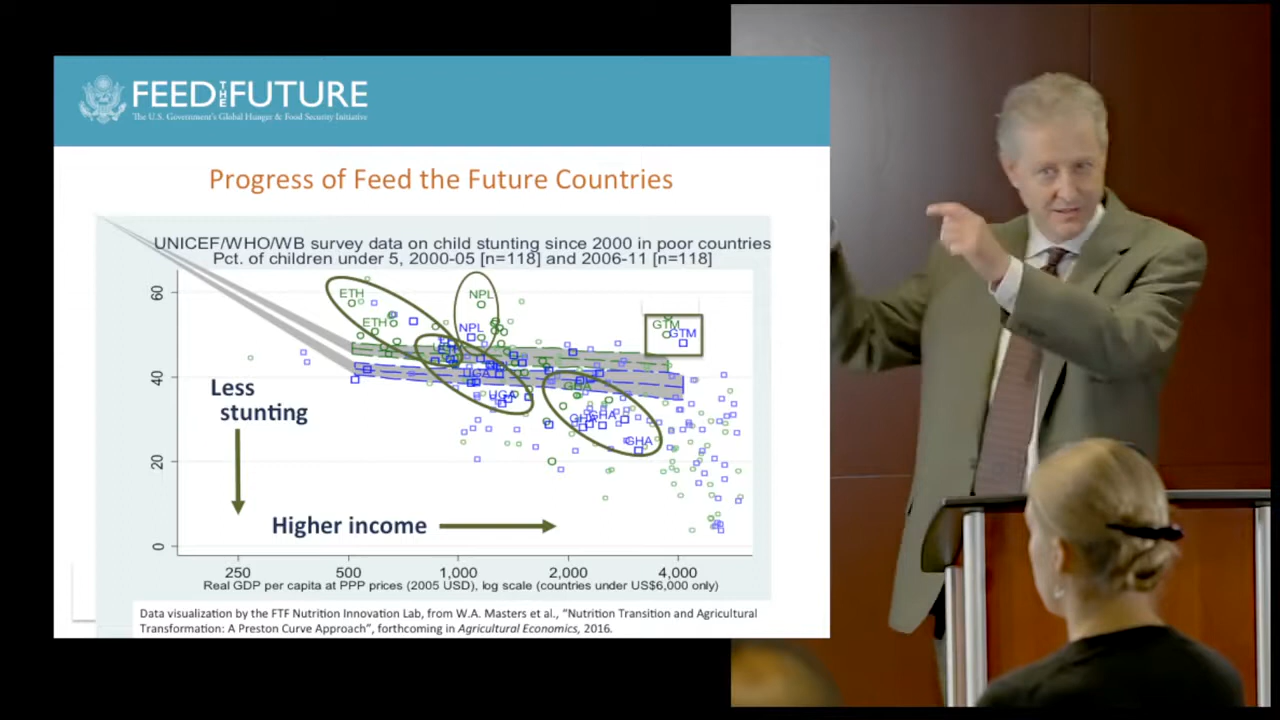 FEED THE FUTURE
The U.S. Government's Global Hunger & Food Security Initiative
Progress of Feed the Future Countries
UNICEF/WHO/WB survey data on child stunting since 2000 in poor countries
Pct. of children under 5, 2000-05 [n=118] and 2006-11 [n=118]
60
40
20
0
ETH
ETH
NPL
NPL
GTM
GTM
UGA
UGA
GHA
GHA
GHA
GHA
Less
stunting
Higher income
250 500 1,000 2,000 4,000
Real GDP per capita at PPP prices (2005 USD), log scale (countries under US$6,000 only)
Data visualization by the FTF Nutrition Innovation Lab, from W.A. Masters et al., “Nutrition Transition and Agricultural
Transformation: A Preston Curve Approach”, forthcoming in Agricultural Economics, 2016.